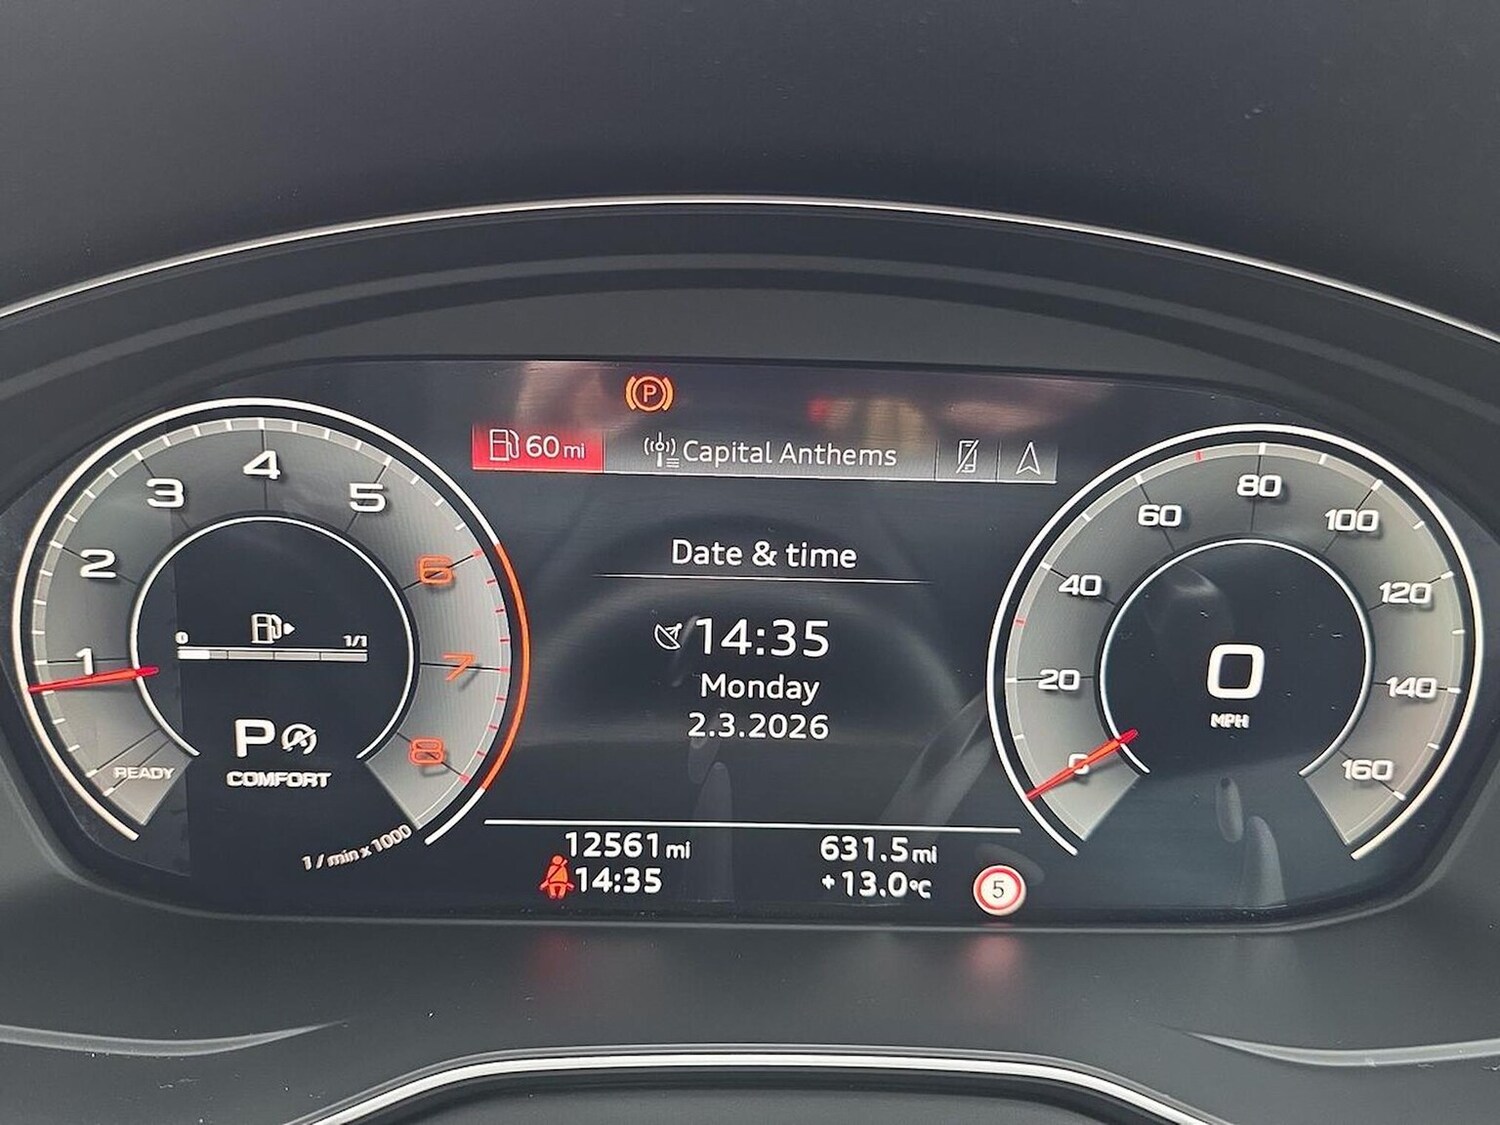 P
60 mi
Capital Anthems
Date & time
14:35
Monday
2.3.2026
1
2
3
4
5
6
7
8
READY
0
1/1
P
COMFORT
1 / min x 1000
0
20
40
60
80
100
120
140
160
0
MPH
12561 mi
631.5 mi
14:35
+13.0°C
5